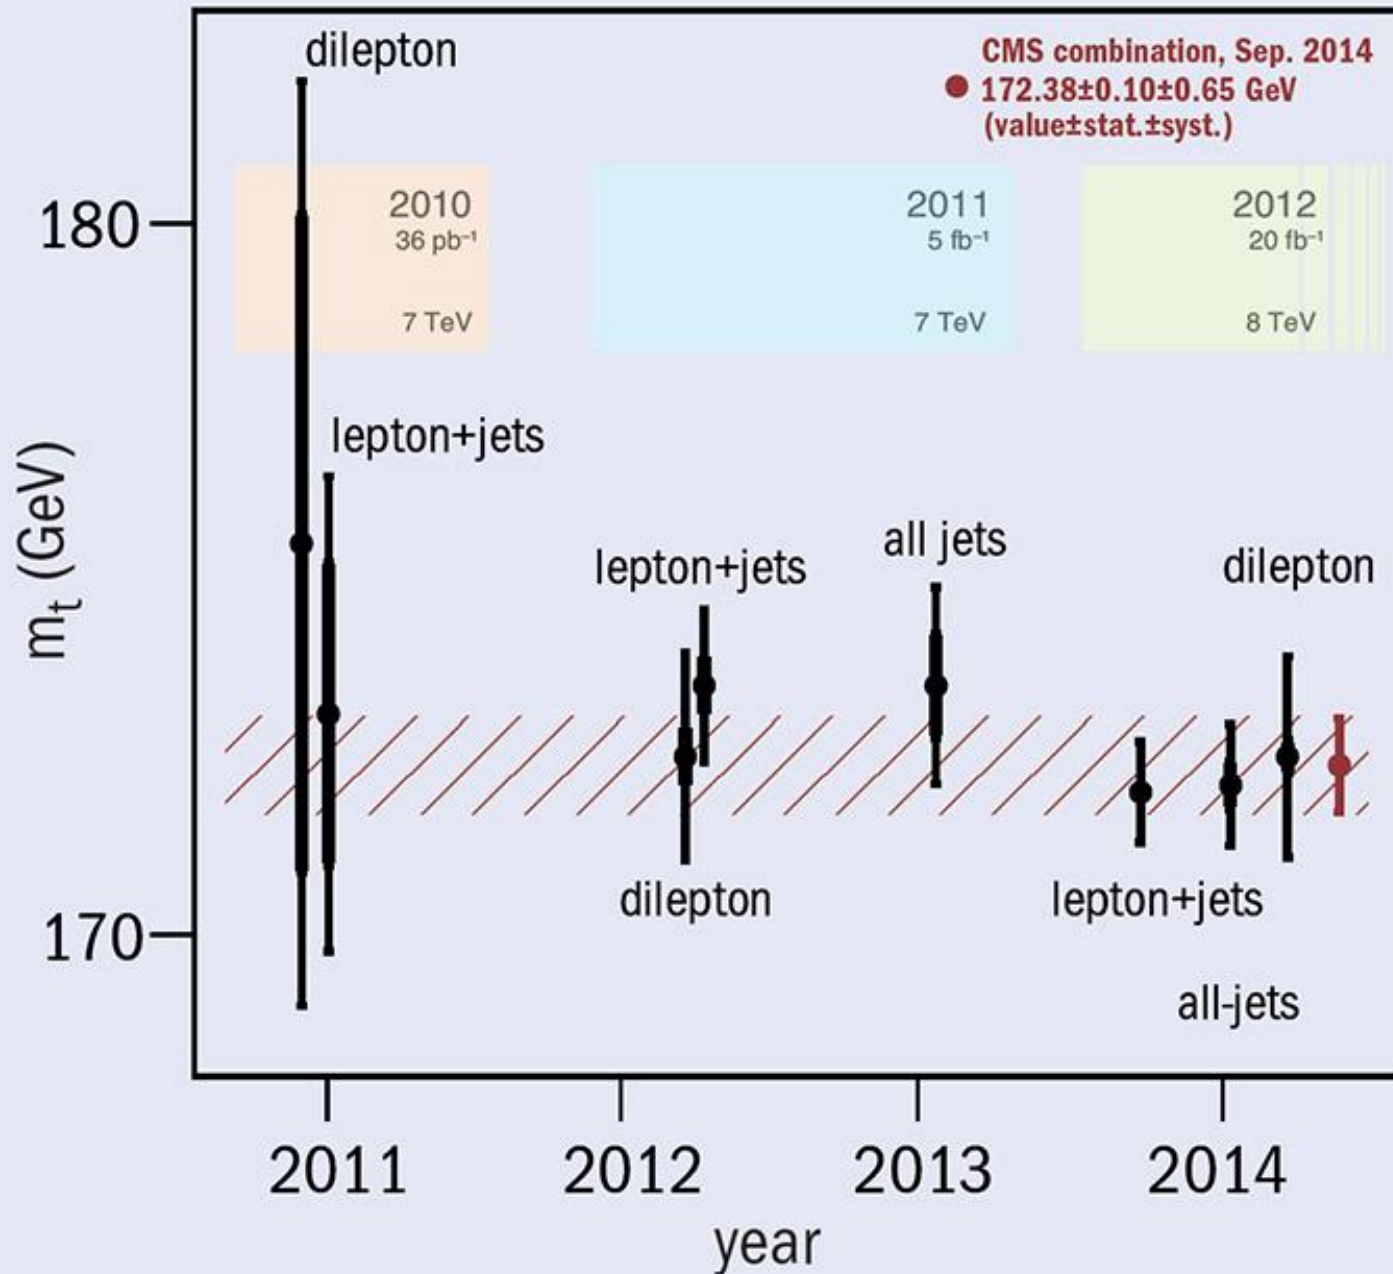 dilepton
CMS combination, Sep. 2014
172.38±0.10±0.65 GeV
(value±stat.±syst.)
180
2010
36 pb⁻¹
7 TeV
2011
5 fb⁻¹
7 TeV
2012
20 fb⁻¹
8 TeV
lepton+jets
mₜ (GeV)
lepton+jets
all jets
dilepton
dilepton
lepton+jets
170
all-jets
2011
2012
2013
2014
year